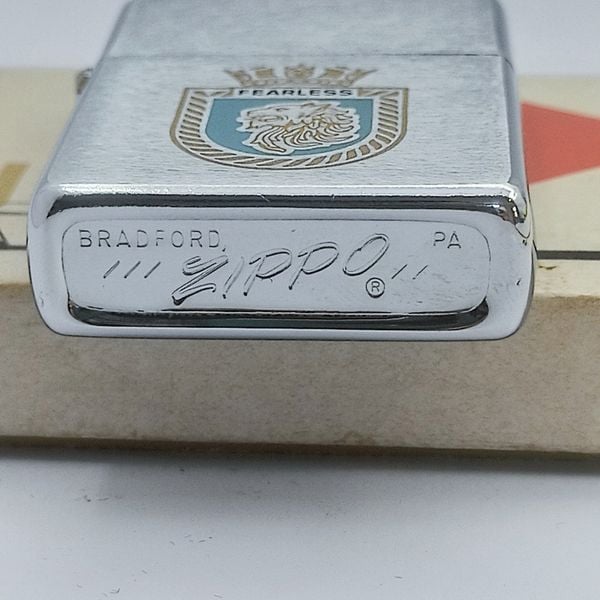 FEARLESS
BRADFORD, PA
/// ZIPPO ® //